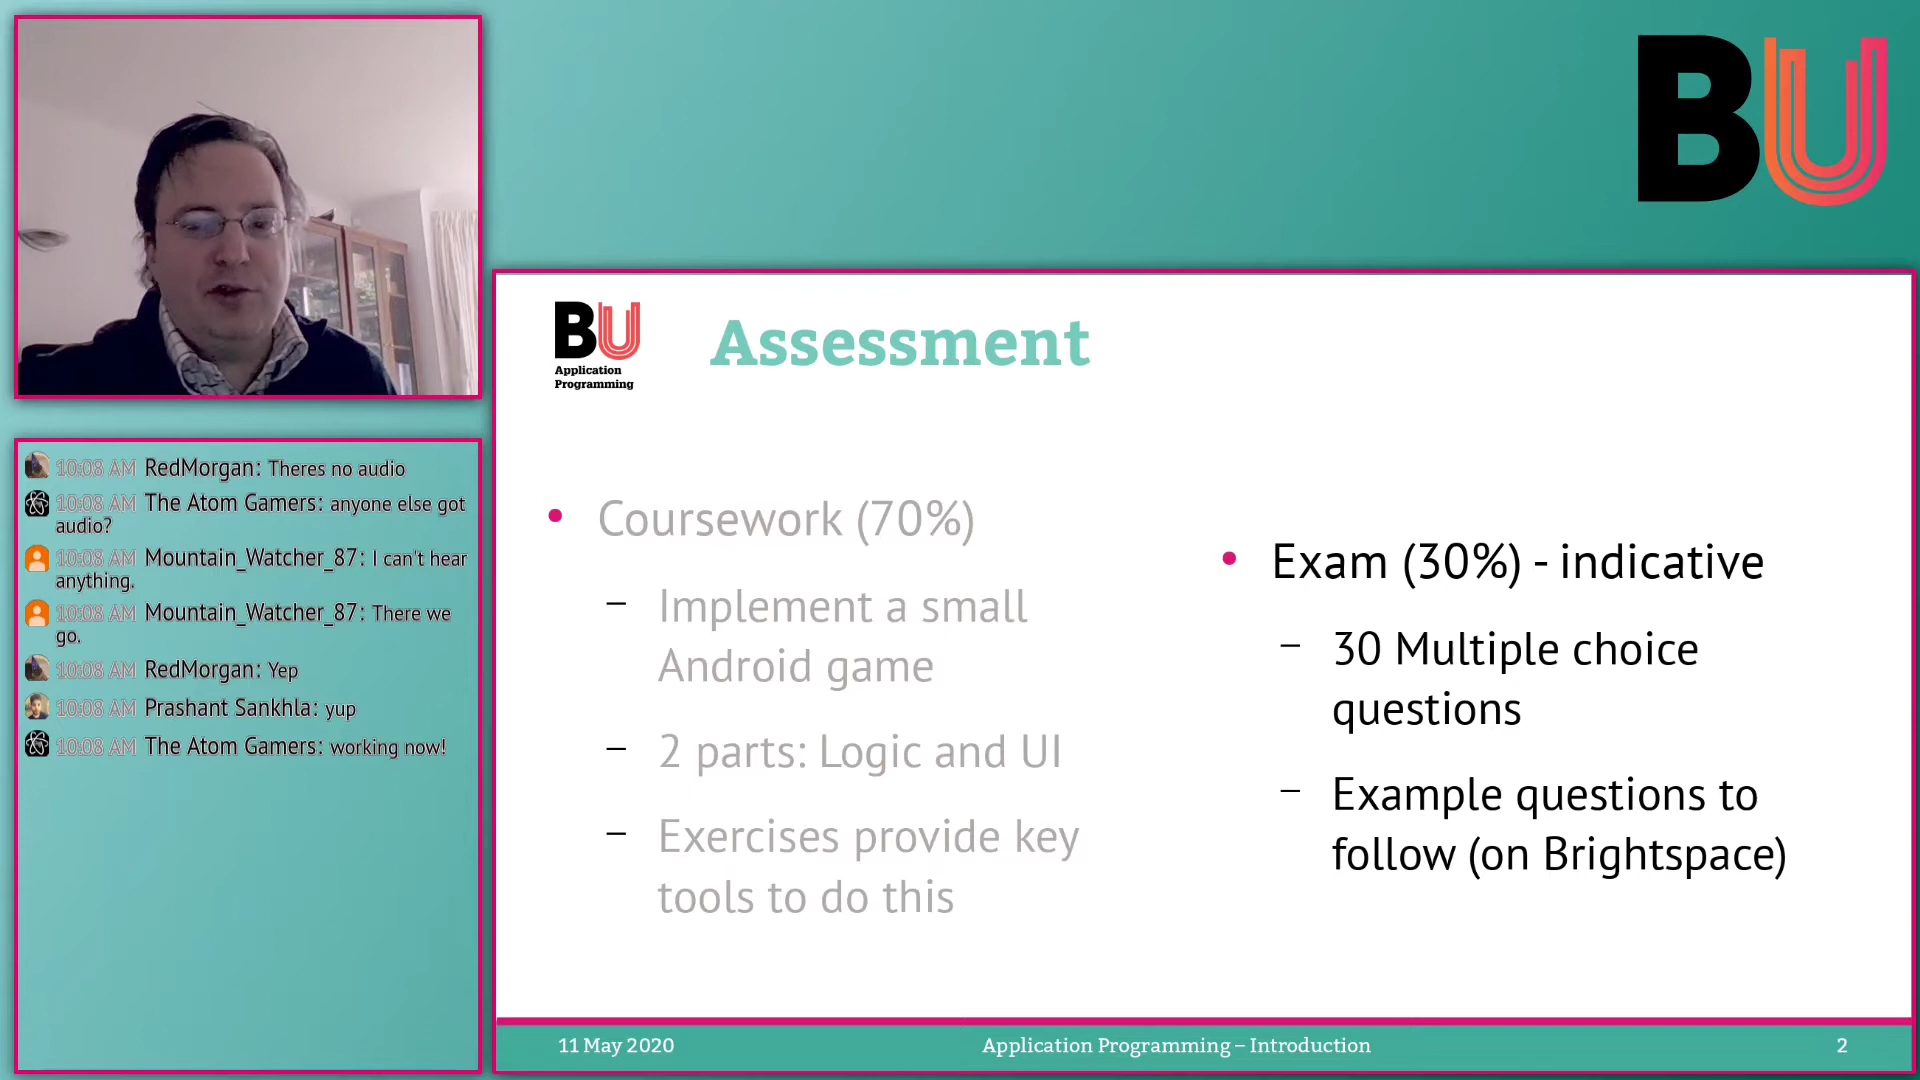 BU
10:08 AM RedMorgan: Theres no audio
10:08 AM The Atom Gamers: anyone else got
audio?
10:08 AM Mountain_Watcher_87: I can't hear
anything.
10:08 AM Mountain_Watcher_87: There we
go.
10:08 AM RedMorgan: Yep
10:08 AM Prashant Sankhla: yup
10:08 AM The Atom Gamers: working now!
BU
Application
Programming
Assessment
• Coursework (70%)
– Implement a small
Android game
– 2 parts: Logic and UI
– Exercises provide key
tools to do this
• Exam (30%) - indicative
– 30 Multiple choice
questions
– Example questions to
follow (on Brightspace)
11 May 2020
Application Programming – Introduction
2